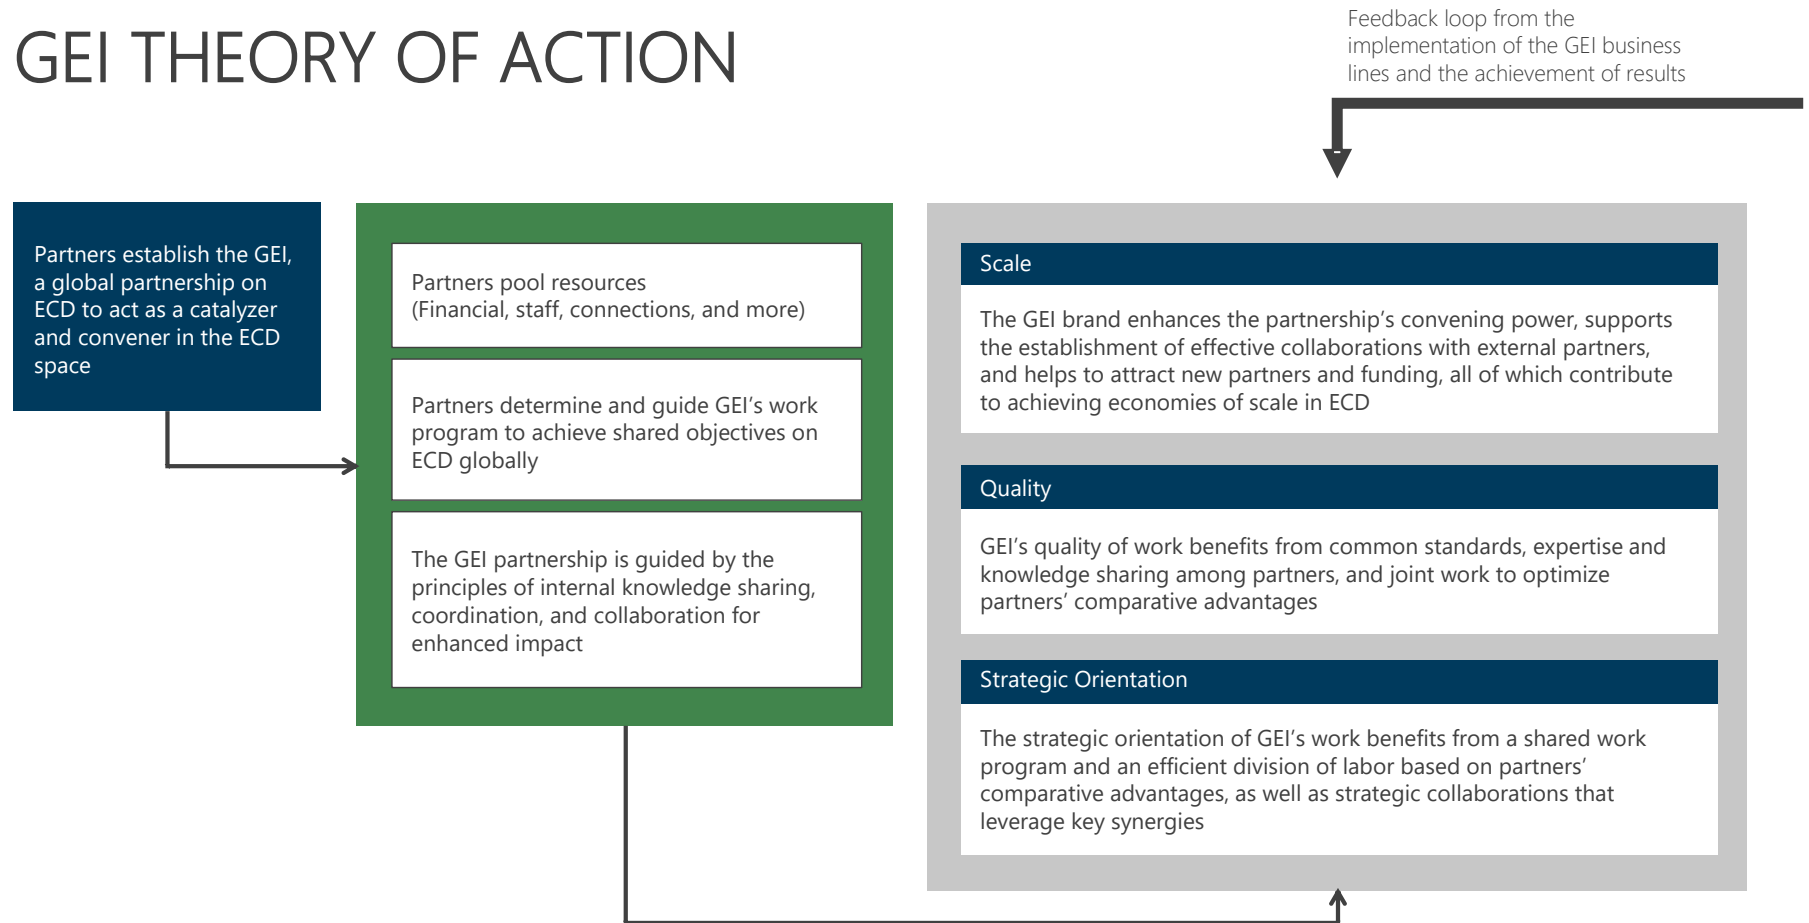 GEI THEORY OF ACTION
Feedback loop from the
implementation of the GEI business
lines and the achievement of results
Partners establish the GEI,
a global partnership on
ECD to act as a catalyzer
and convener in the ECD
space
Partners pool resources
(Financial, staff, connections, and more)
Partners determine and guide GEI’s work
program to achieve shared objectives on
ECD globally
The GEI partnership is guided by the
principles of internal knowledge sharing,
coordination, and collaboration for
enhanced impact
Scale
The GEI brand enhances the partnership’s convening power, supports
the establishment of effective collaborations with external partners,
and helps to attract new partners and funding, all of which contribute
to achieving economies of scale in ECD
Quality
GEI’s quality of work benefits from common standards, expertise and
knowledge sharing among partners, and joint work to optimize
partners’ comparative advantages
Strategic Orientation
The strategic orientation of GEI’s work benefits from a shared work
program and an efficient division of labor based on partners’
comparative advantages, as well as strategic collaborations that
leverage key synergies